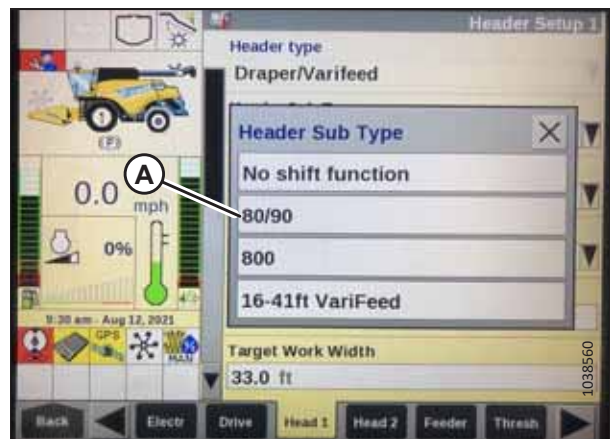 Header Setup 1
Header type
Draper/Varifeed
Header Sub Type
No shift function
80/90
800
16-41ft VariFeed
A
1
(P)
0.0 mph
0%
9:30 am - Aug 12, 2021
GPS
MAN
Target Work Width
33.0 ft
1038560
Back
Electr
Drive
Head 1
Head 2
Feeder
Thresh